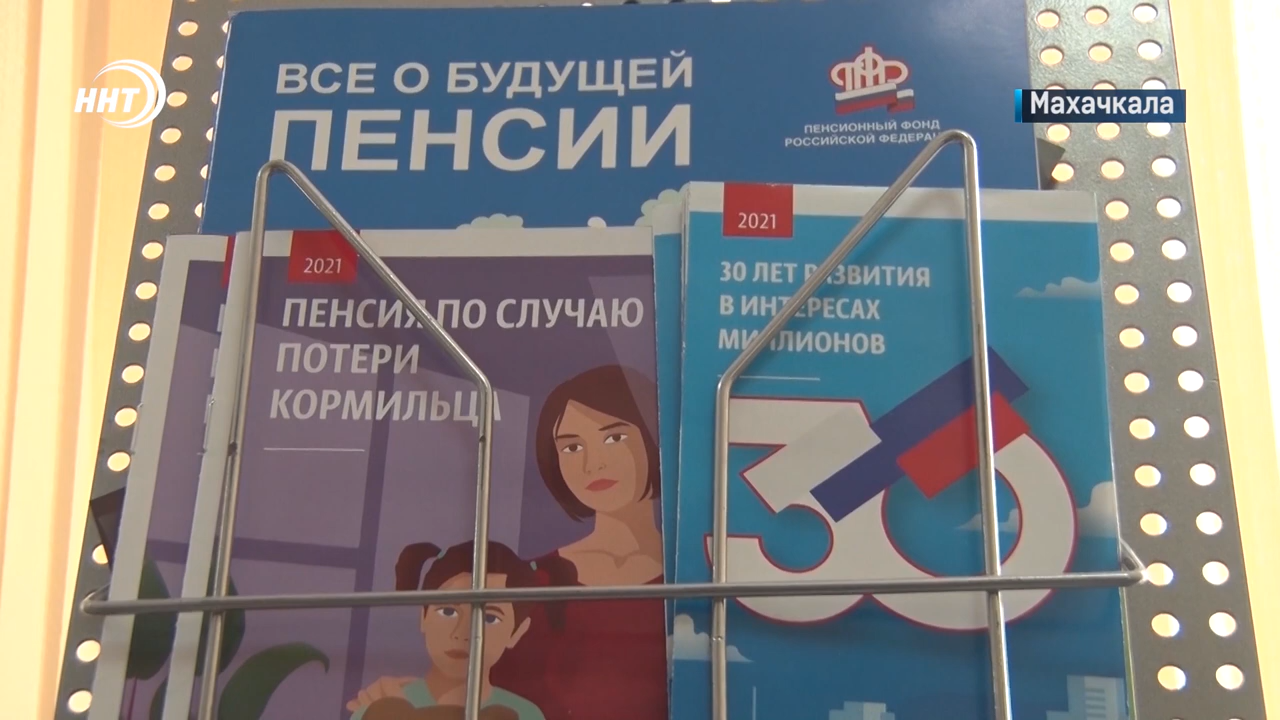 ННТ
Махачкала
ВСЕ О БУДУЩЕЙ
ПЕНСИИ
ПЕНСИОННЫЙ ФОНД
РОССИЙСКОЙ
2021
ПЕНСИЯ ПО СЛУЧАЮ
ПОТЕРИ
КОРМИЛЬЦА
2021
30 ЛЕТ РАЗВИТИЯ
В ИНТЕРЕСАХ
МИЛЛИОНОВ
30